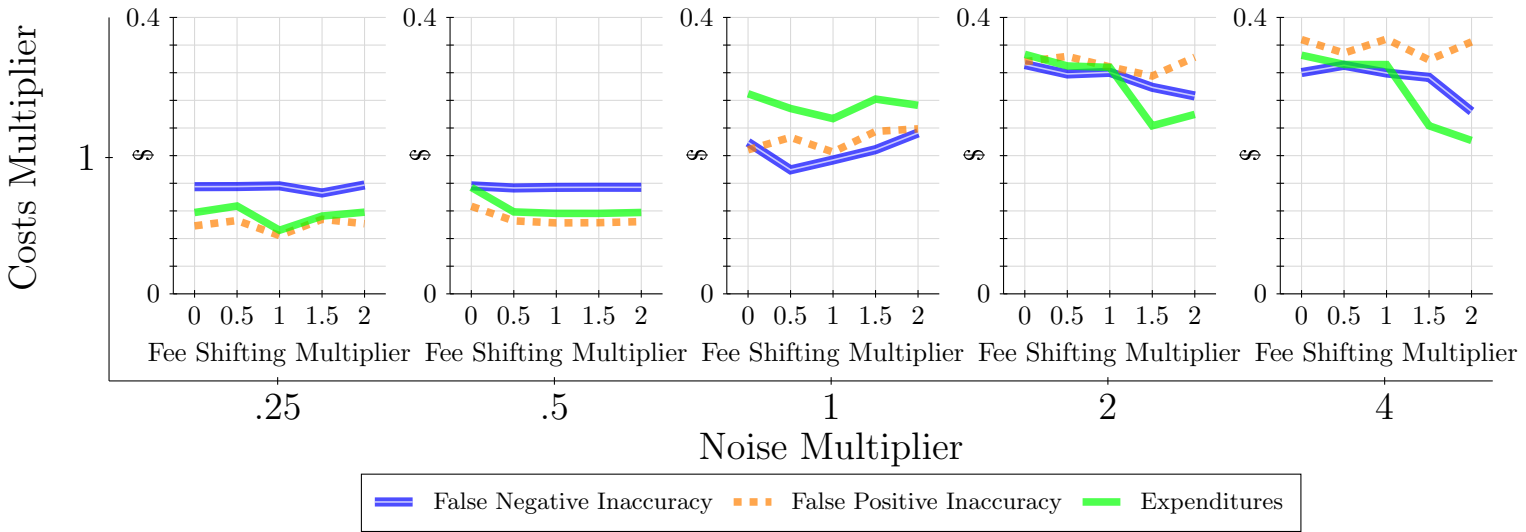 Costs Multiplier
1
0.4
$
0
0 0.5 1 1.5 2
Fee Shifting Multiplier
0.4
$
0
0 0.5 1 1.5 2
Fee Shifting Multiplier
0.4
$
0
0 0.5 1 1.5 2
Fee Shifting Multiplier
0.4
$
0
0 0.5 1 1.5 2
Fee Shifting Multiplier
0.4
$
0
0 0.5 1 1.5 2
Fee Shifting Multiplier
.25 .5 1 2 4
Noise Multiplier
False Negative Inaccuracy False Positive Inaccuracy Expenditures